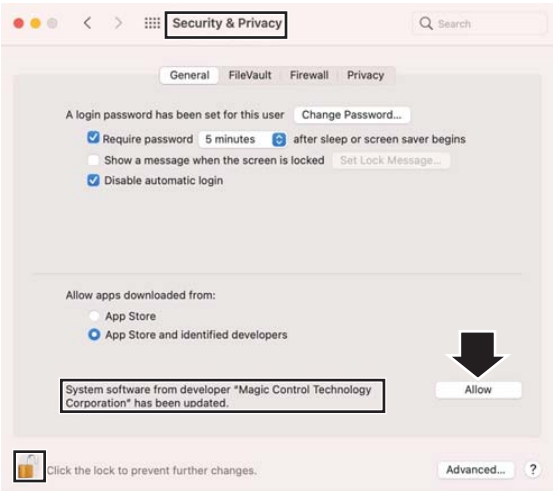 Security & Privacy
Search
General FileVault Firewall Privacy
A login password has been set for this user Change Password...
Require password 5 minutes after sleep or screen saver begins
Show a message when the screen is locked Set Lock Message...
Disable automatic login
Allow apps downloaded from:
App Store
App Store and identified developers
System software from developer "Magic Control Technology
Corporation" has been updated.
Allow
Click the lock to prevent further changes.
Advanced... ?